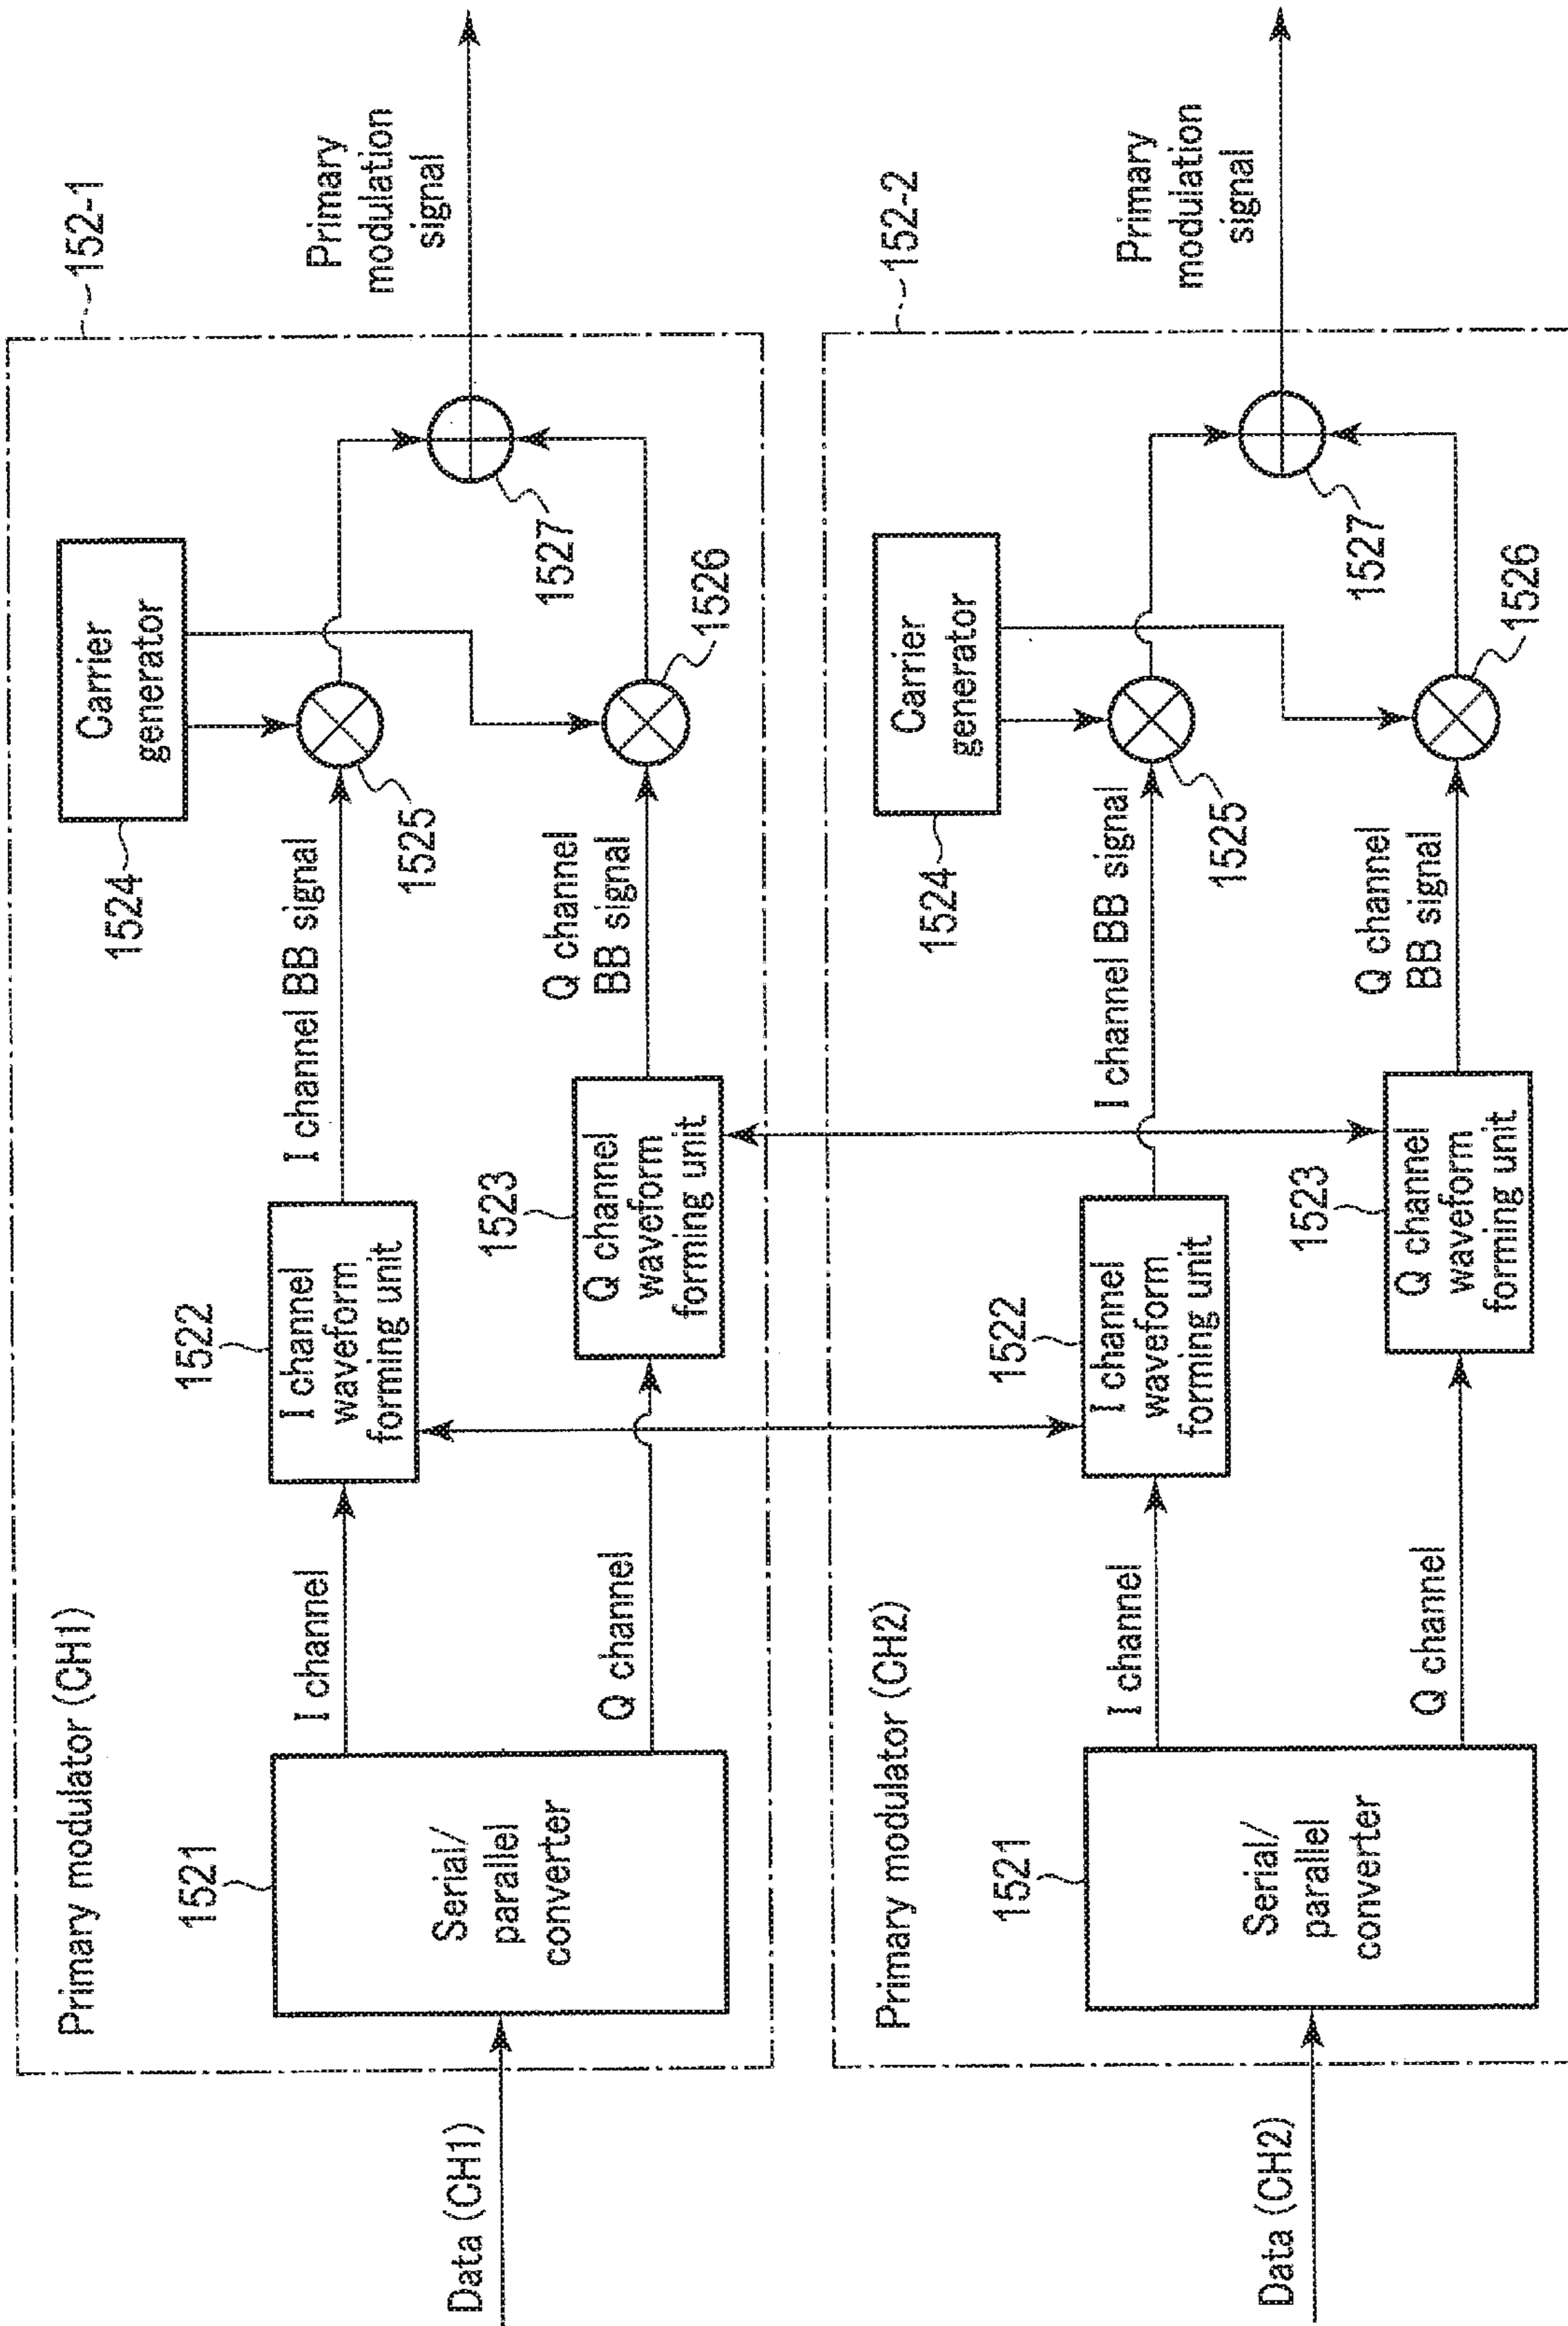 Primary modulator (CH1)
152-1
Data (CH1)
1521
Serial/
parallel
converter
I channel
Q channel
1522
I channel
waveform
forming unit
1523
Q channel
waveform
forming unit
I channel BB signal
Q channel
BB signal
1524
Carrier
generator
1525
1526
1527
Primary
modulation
signal
Primary modulator (CH2)
152-2
Data (CH2)
1521
Serial/
parallel
converter
I channel
Q channel
1522
I channel
waveform
forming unit
1523
Q channel
waveform
forming unit
I channel BB signal
Q channel
BB signal
1524
Carrier
generator
1525
1526
1527
Primary
modulation
signal